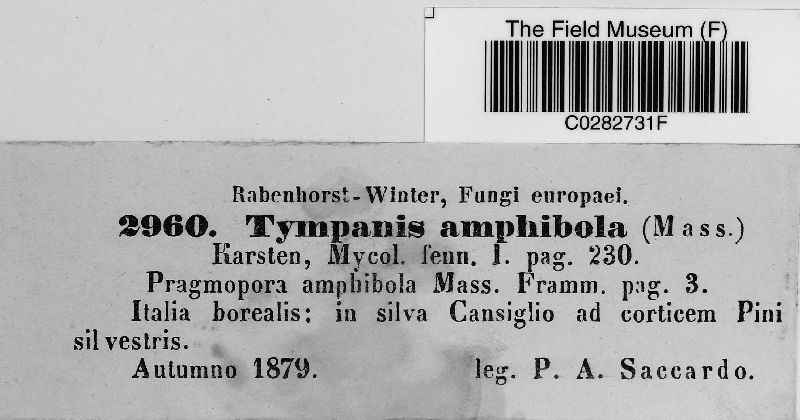 The Field Museum (F)
C0282731F
Rabenhorst-Winter, Fungi europaei.
2960. Tympanis amphibola (Mass.)
Karsten, Mycol. fenn. I. pag. 230.
Pragmopora amphibola Mass. Framm. pag. 3.
Italia borealis: in silva Cansiglio ad corticem Pini
silvestris.
Autumno 1879. leg. P. A. Saccardo.